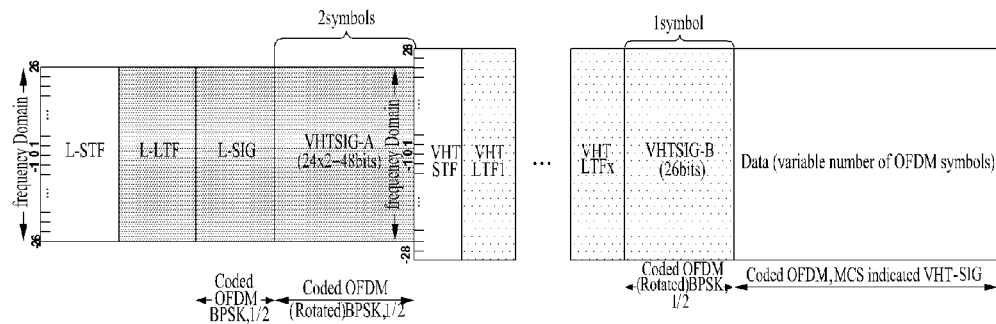 2symbols
1symbol
frequency Domain
26
...
-1 0 1
...
-26
L-STF
L-LTF
L-SIG
VHTSIG-A
(24x2=48bits)
frequency Domain
28
...
-1 0 1
...
-28
VHT
STF
VHT
LTF1
...
VHT
LTFx
VHTSIG-B
(26bits)
Data (variable number of OFDM symbols)
Coded
OFDM
BPSK,1/2
Coded OFDM
(Rotated)BPSK,1/2
Coded OFDM
(Rotated)BPSK,
1/2
Coded OFDM, MCS indicated VHT-SIG